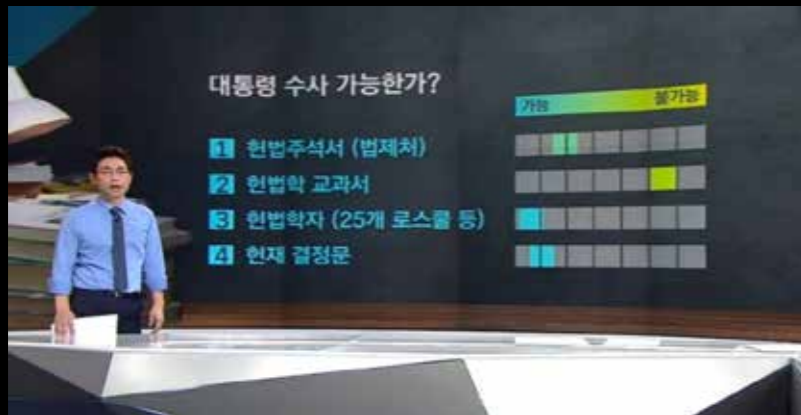 대통령 수사 가능한가?
가능 불가능
1 헌법주석서 (법제처)
2 헌법학 교과서
3 헌법학자 (25개 로스쿨 등)
4 헌재 결정문